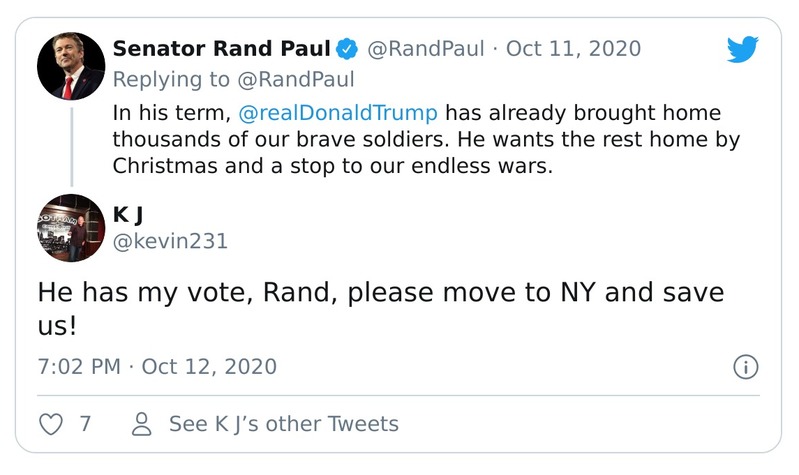 Senator Rand Paul @RandPaul · Oct 11, 2020
Replying to @RandPaul
In his term, @realDonaldTrump has already brought home
thousands of our brave soldiers. He wants the rest home by
Christmas and a stop to our endless wars.
K J
@kevin231
He has my vote, Rand, please move to NY and save
us!
7:02 PM · Oct 12, 2020
7 See K J’s other Tweets